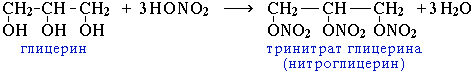 CH₂–CH–CH₂ + 3HONO₂ ⟶ CH₂ – CH – CH₂ + 3H₂O
OH OH OH ONO₂ ONO₂ ONO₂
глицерин тринитрат глицерина
(нитроглицерин)